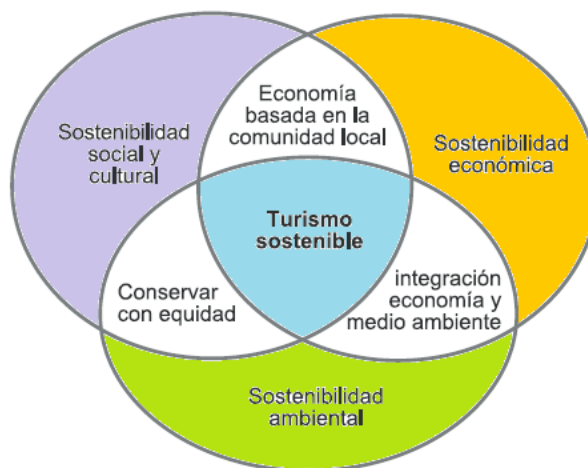 Economía
basada en la
comunidad local
Sostenibilidad
social y
cultural
Sostenibilidad
económica
Turismo
sostenible
Conservar
con equidad
integración
economía y
medio ambiente
Sostenibilidad
ambiental